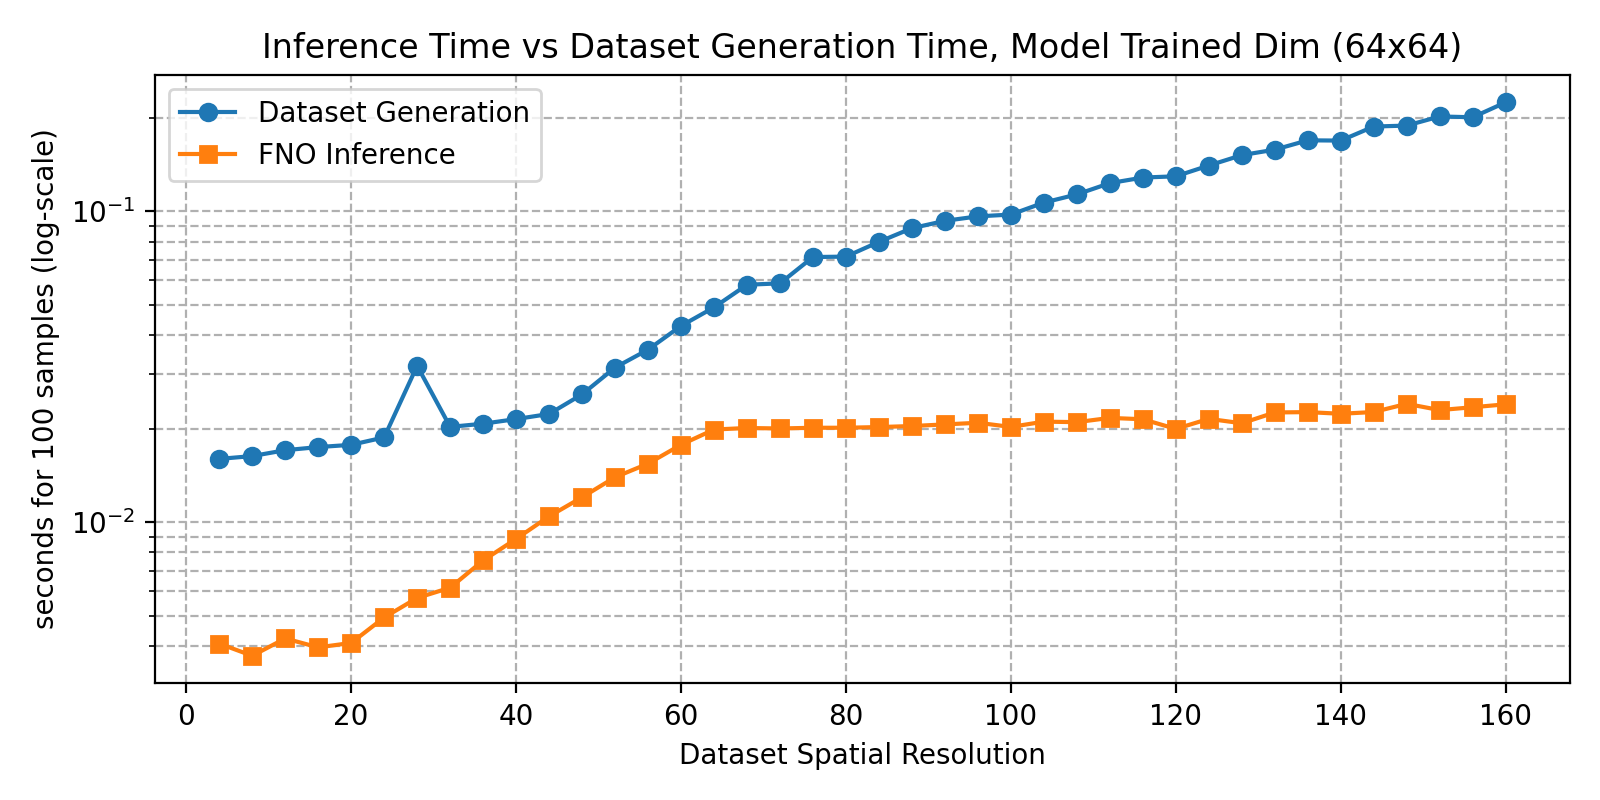 Inference Time vs Dataset Generation Time, Model Trained Dim (64x64)
Dataset Generation
FNO Inference
seconds for 100 samples (log-scale)
10⁻¹
10⁻²
0 20 40 60 80 100 120 140 160
Dataset Spatial Resolution